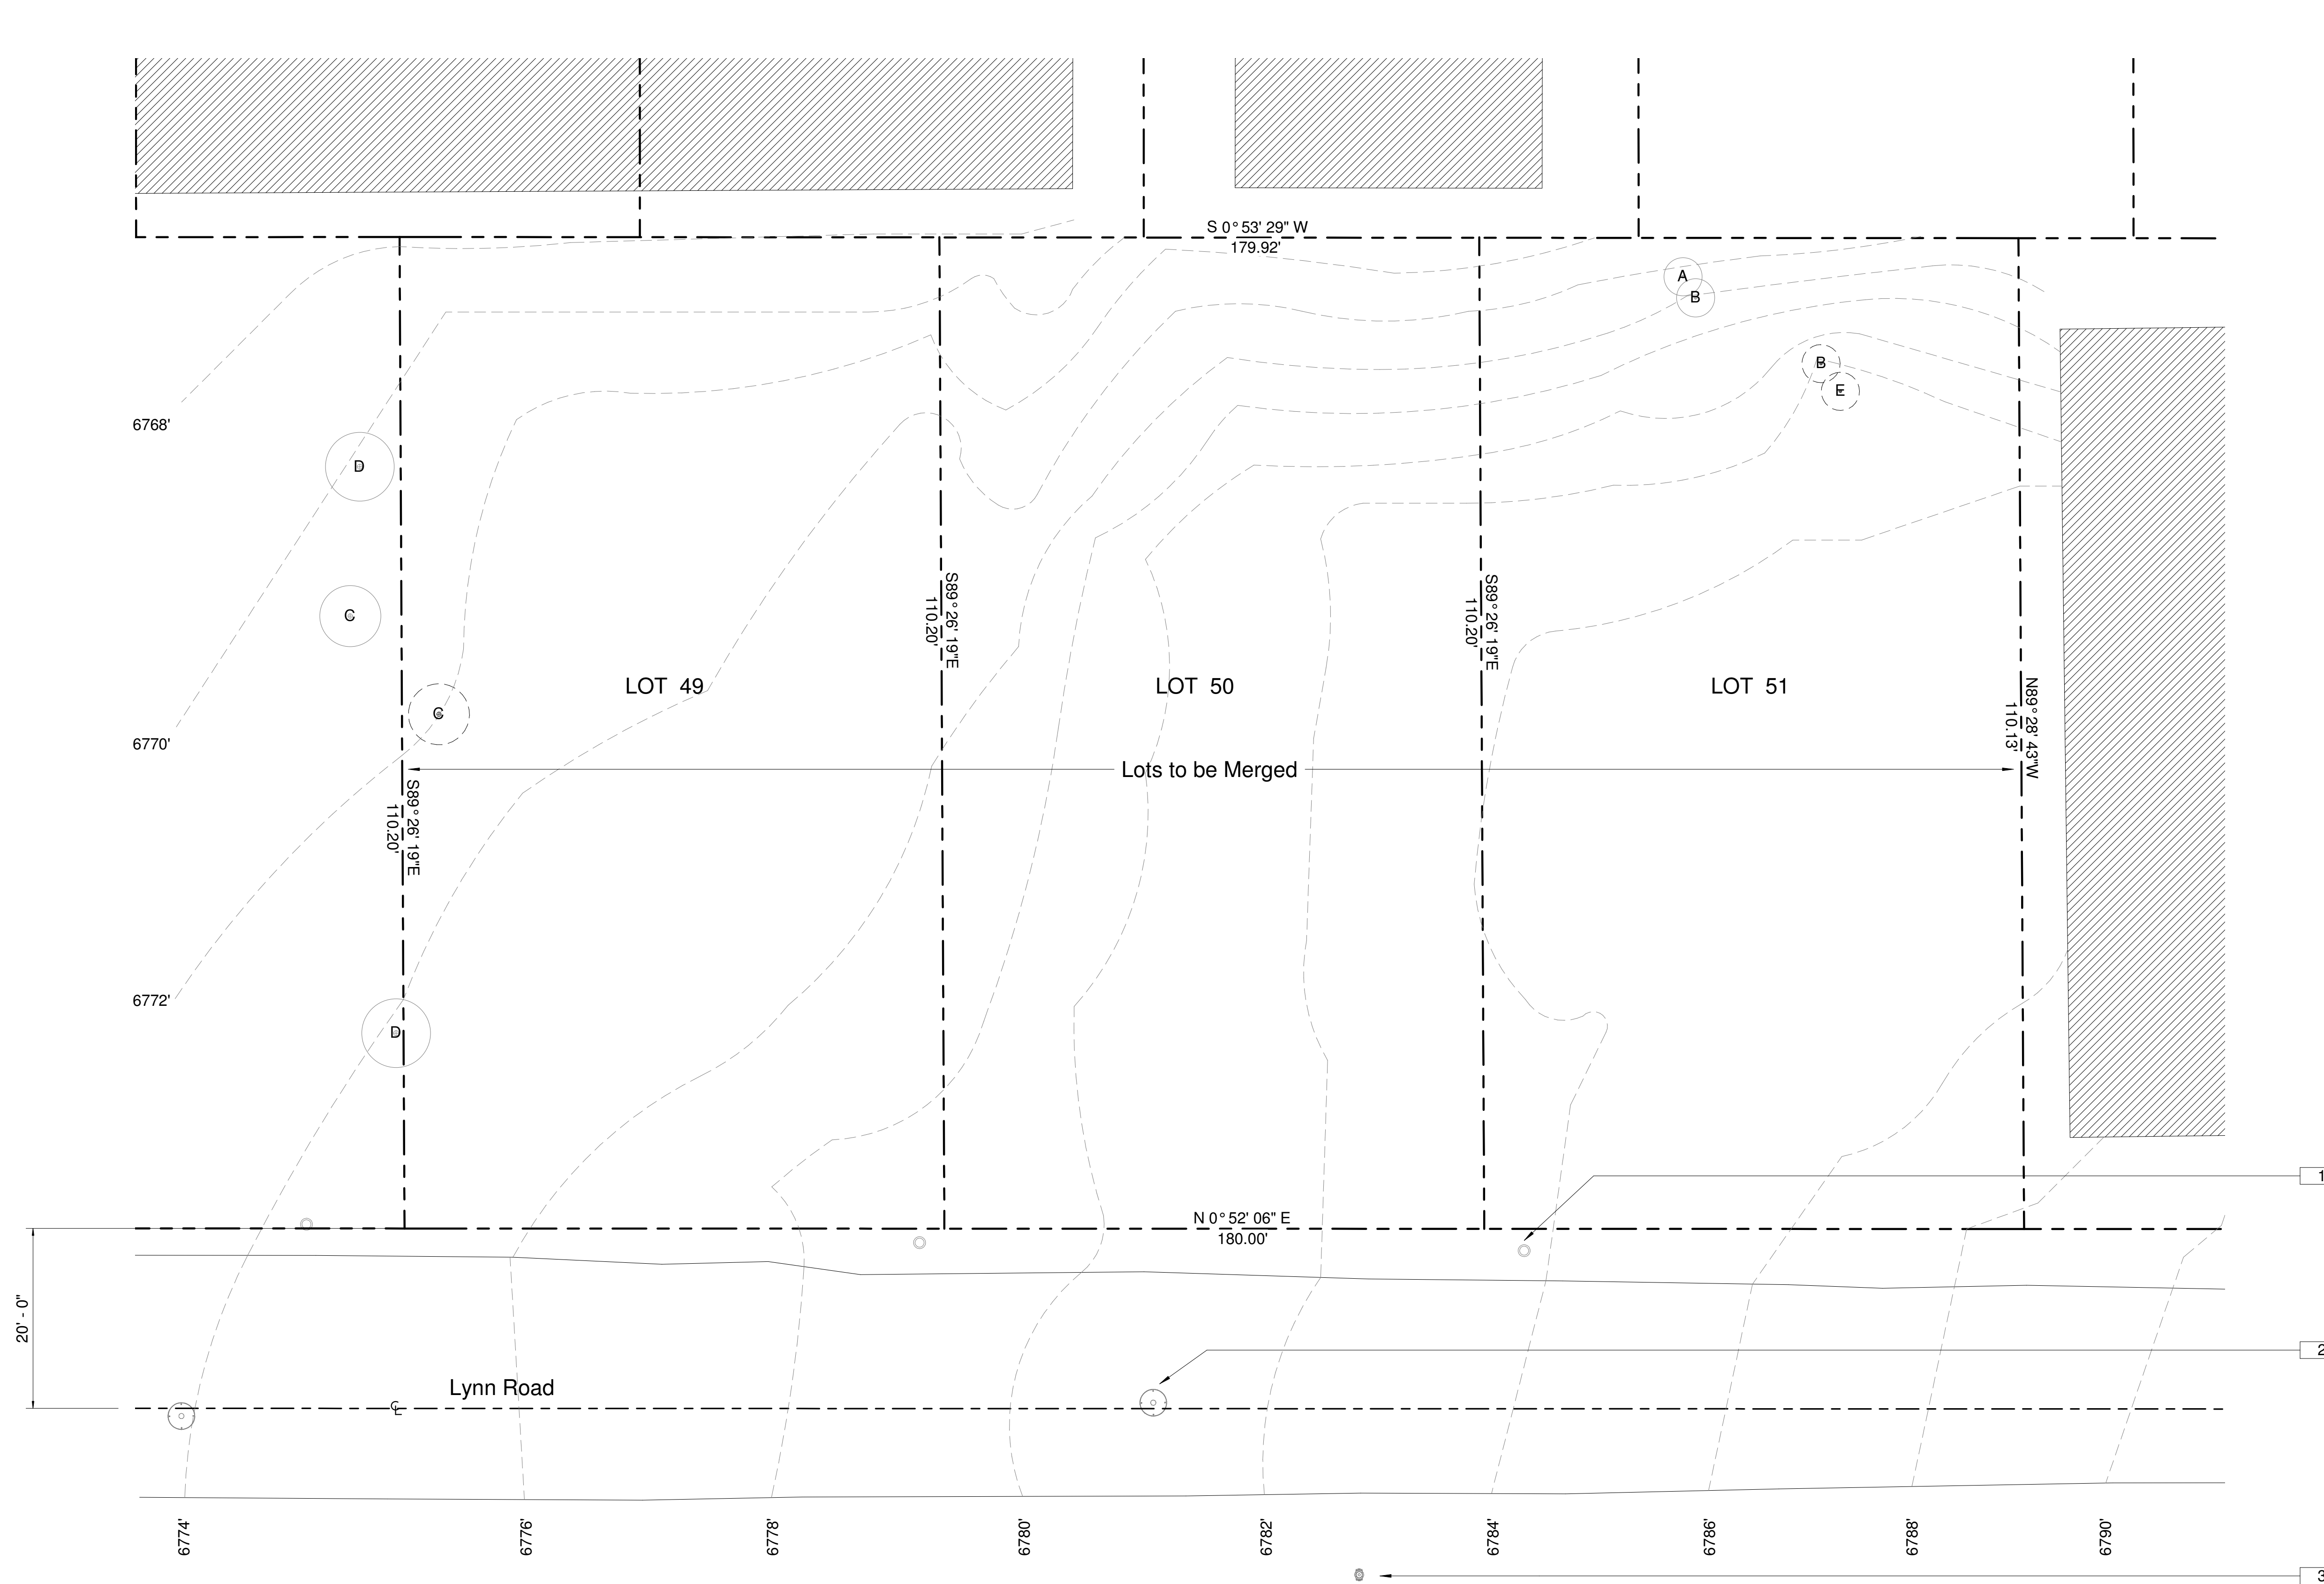 S 0° 53' 29" W
179.92'
A
B
B
E
6768'
D
C
S89° 26' 19"E
110.20'
S89° 26' 19"E
110.20'
LOT 49
LOT 50
LOT 51
C
N89° 28' 43"W
110.13'
6770'
Lots to be Merged
S89° 26' 19"E
110.20'
6772'
D
1
N 0° 52' 06" E
180.00'
20' - 0"
2
Lynn Road
CL
6774'
6776'
6778'
6780'
6782'
6784'
6786'
6788'
6790'
3